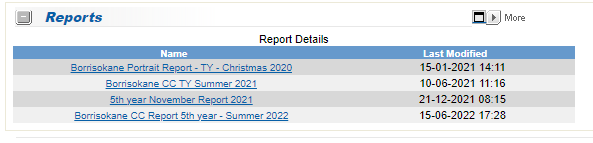 Reports More
Report Details
Name Last Modified
Borrisokane Portrait Report - TY - Christmas 2020 15-01-2021 14:11
Borrisokane CC TY Summer 2021 10-06-2021 11:16
5th year November Report 2021 21-12-2021 08:15
Borrisokane CC Report 5th year - Summer 2022 15-06-2022 17:28